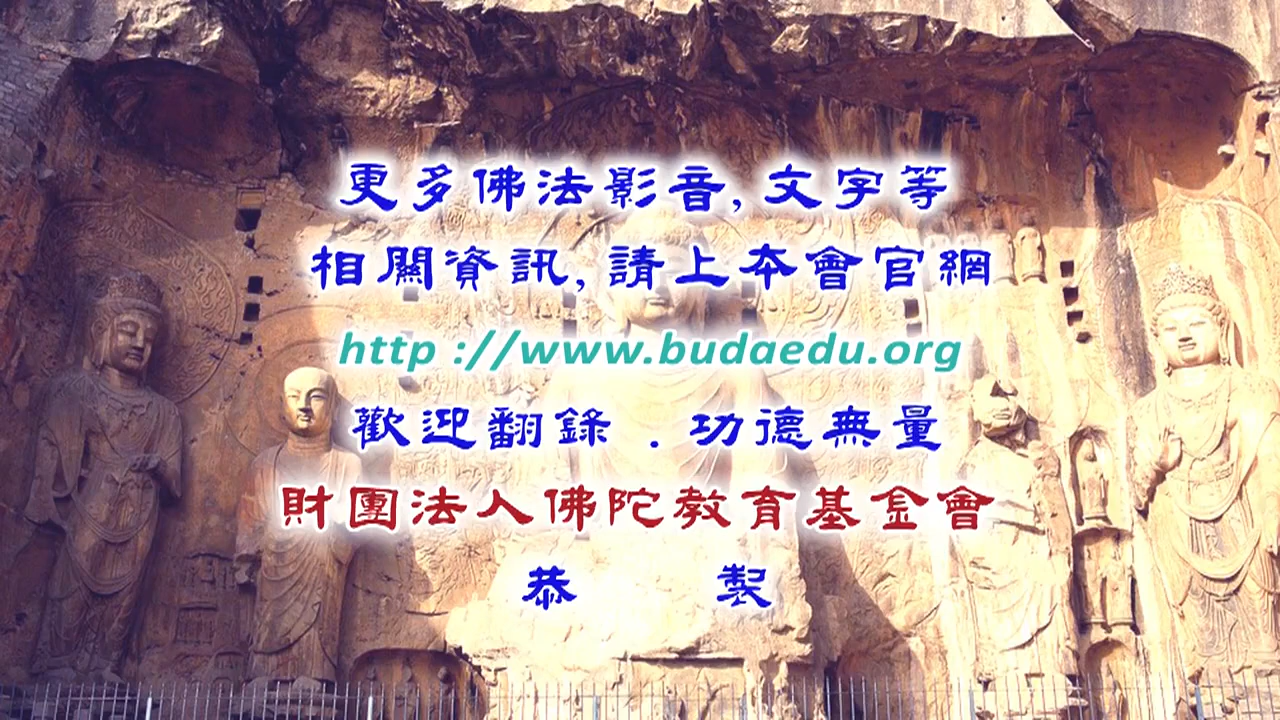 更多佛法影音,文字等
相關資訊,請上本會官網
http ://www.budaedu.org
歡迎翻錄 . 功德無量
財團法人佛陀教育基金會
恭 製